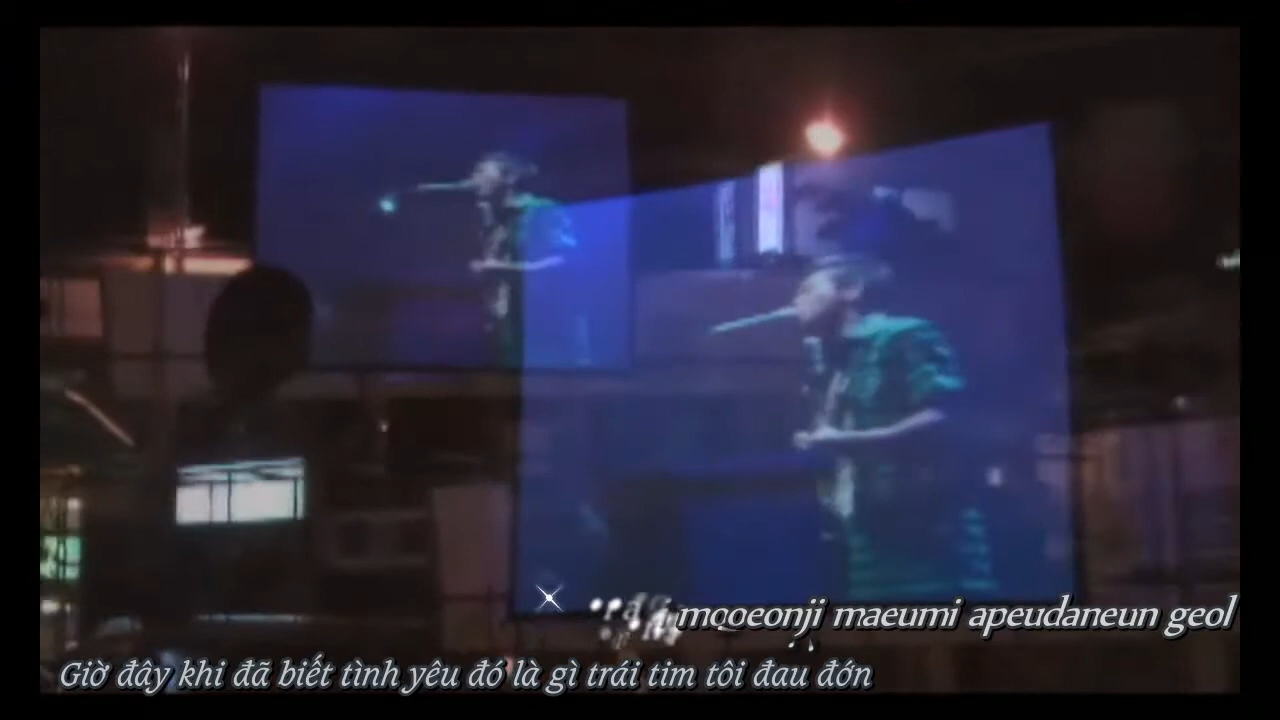 mooeonji maeumi apeudaneun geol
Giờ đây khi đã biết tình yêu đó là gì trái tim tôi đau đớn